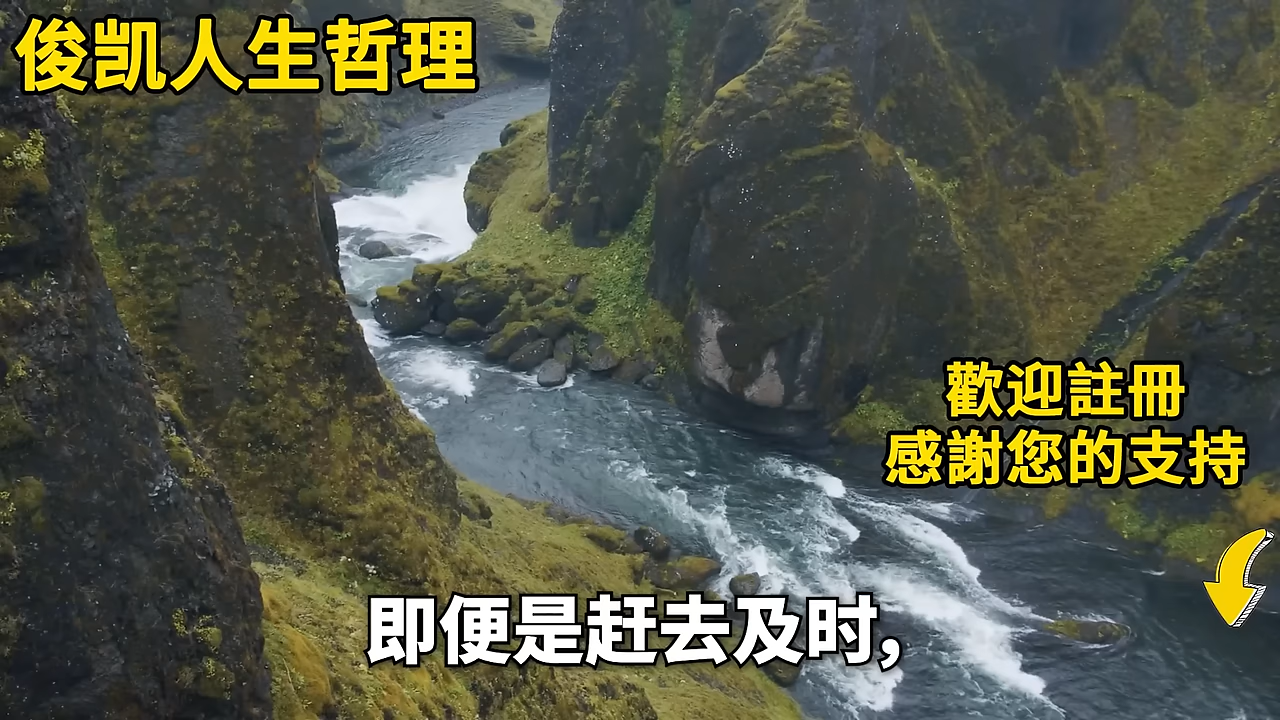 俊凯人生哲理
歡迎註冊
感謝您的支持
即便是赶去及时,